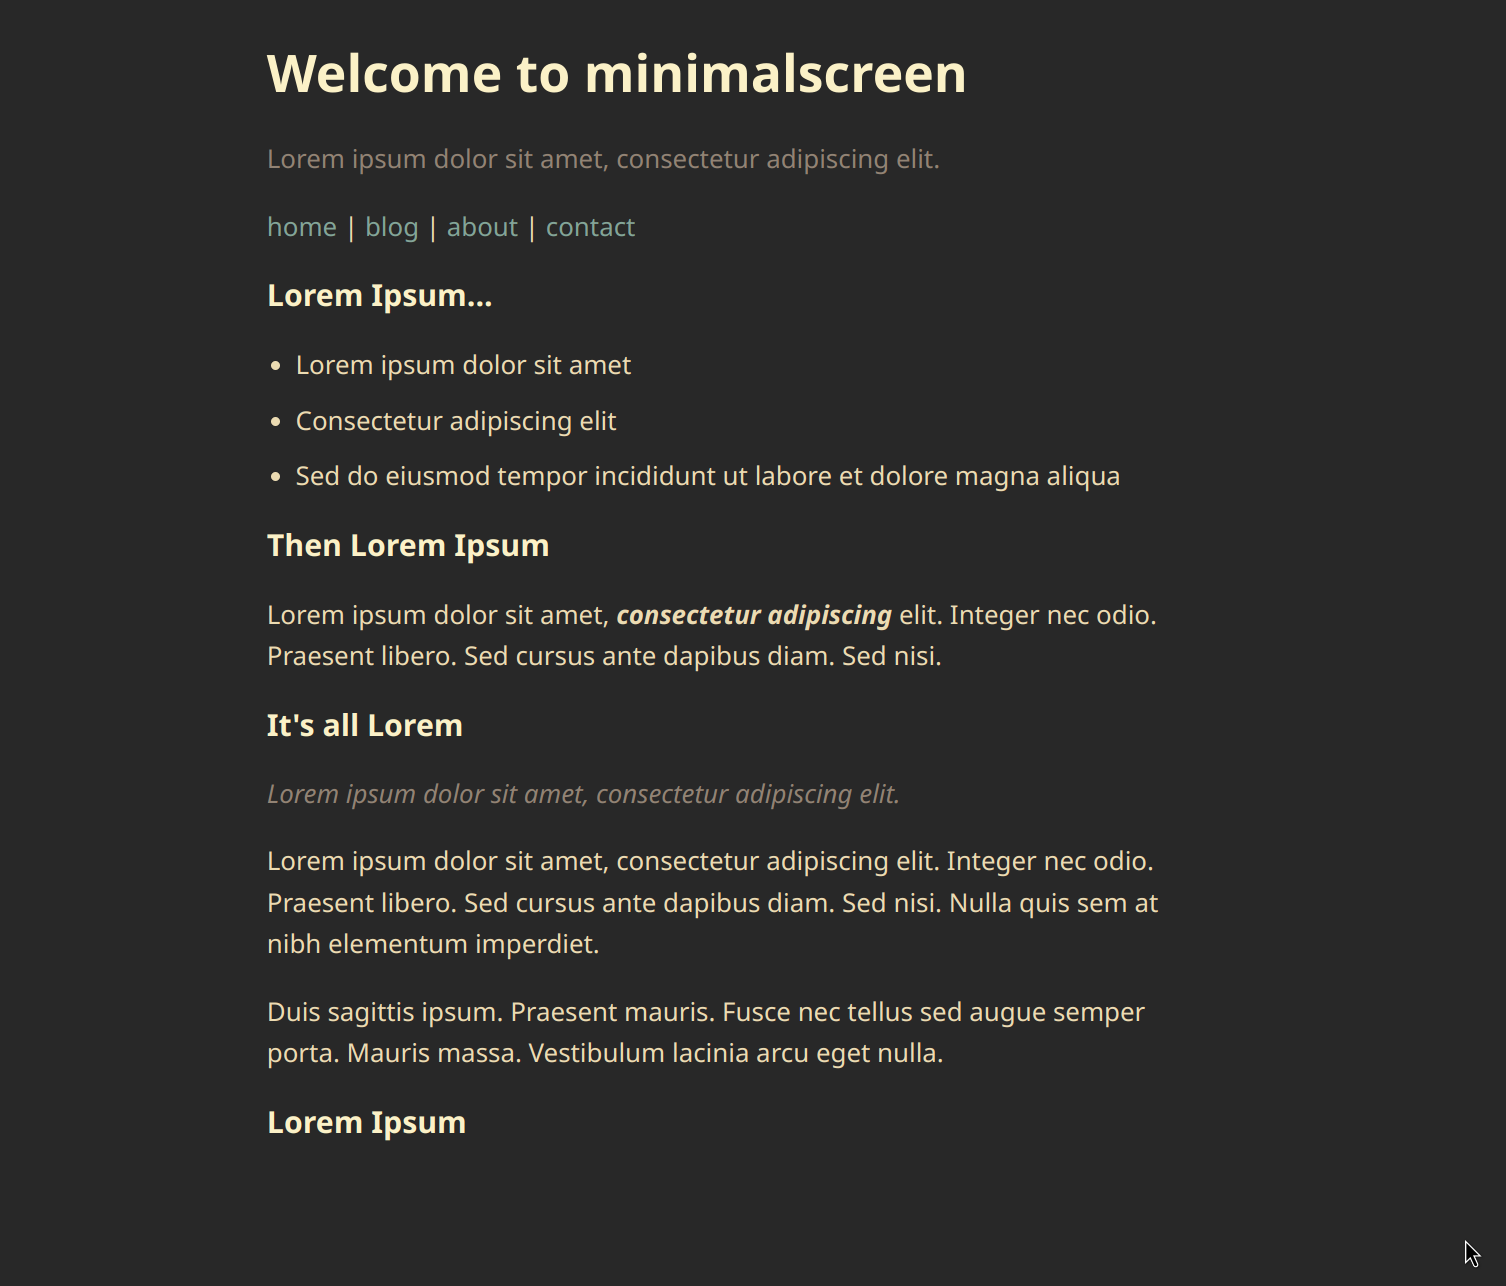 Welcome to minimalscreen
Lorem ipsum dolor sit amet, consectetur adipiscing elit.
home | blog | about | contact
Lorem Ipsum...
• Lorem ipsum dolor sit amet
• Consectetur adipiscing elit
• Sed do eiusmod tempor incididunt ut labore et dolore magna aliqua
Then Lorem Ipsum
Lorem ipsum dolor sit amet, consectetur adipiscing elit. Integer nec odio.
Praesent libero. Sed cursus ante dapibus diam. Sed nisi.
It's all Lorem
Lorem ipsum dolor sit amet, consectetur adipiscing elit.
Lorem ipsum dolor sit amet, consectetur adipiscing elit. Integer nec odio.
Praesent libero. Sed cursus ante dapibus diam. Sed nisi. Nulla quis sem at
nibh elementum imperdiet.
Duis sagittis ipsum. Praesent mauris. Fusce nec tellus sed augue semper
porta. Mauris massa. Vestibulum lacinia arcu eget nulla.
Lorem Ipsum